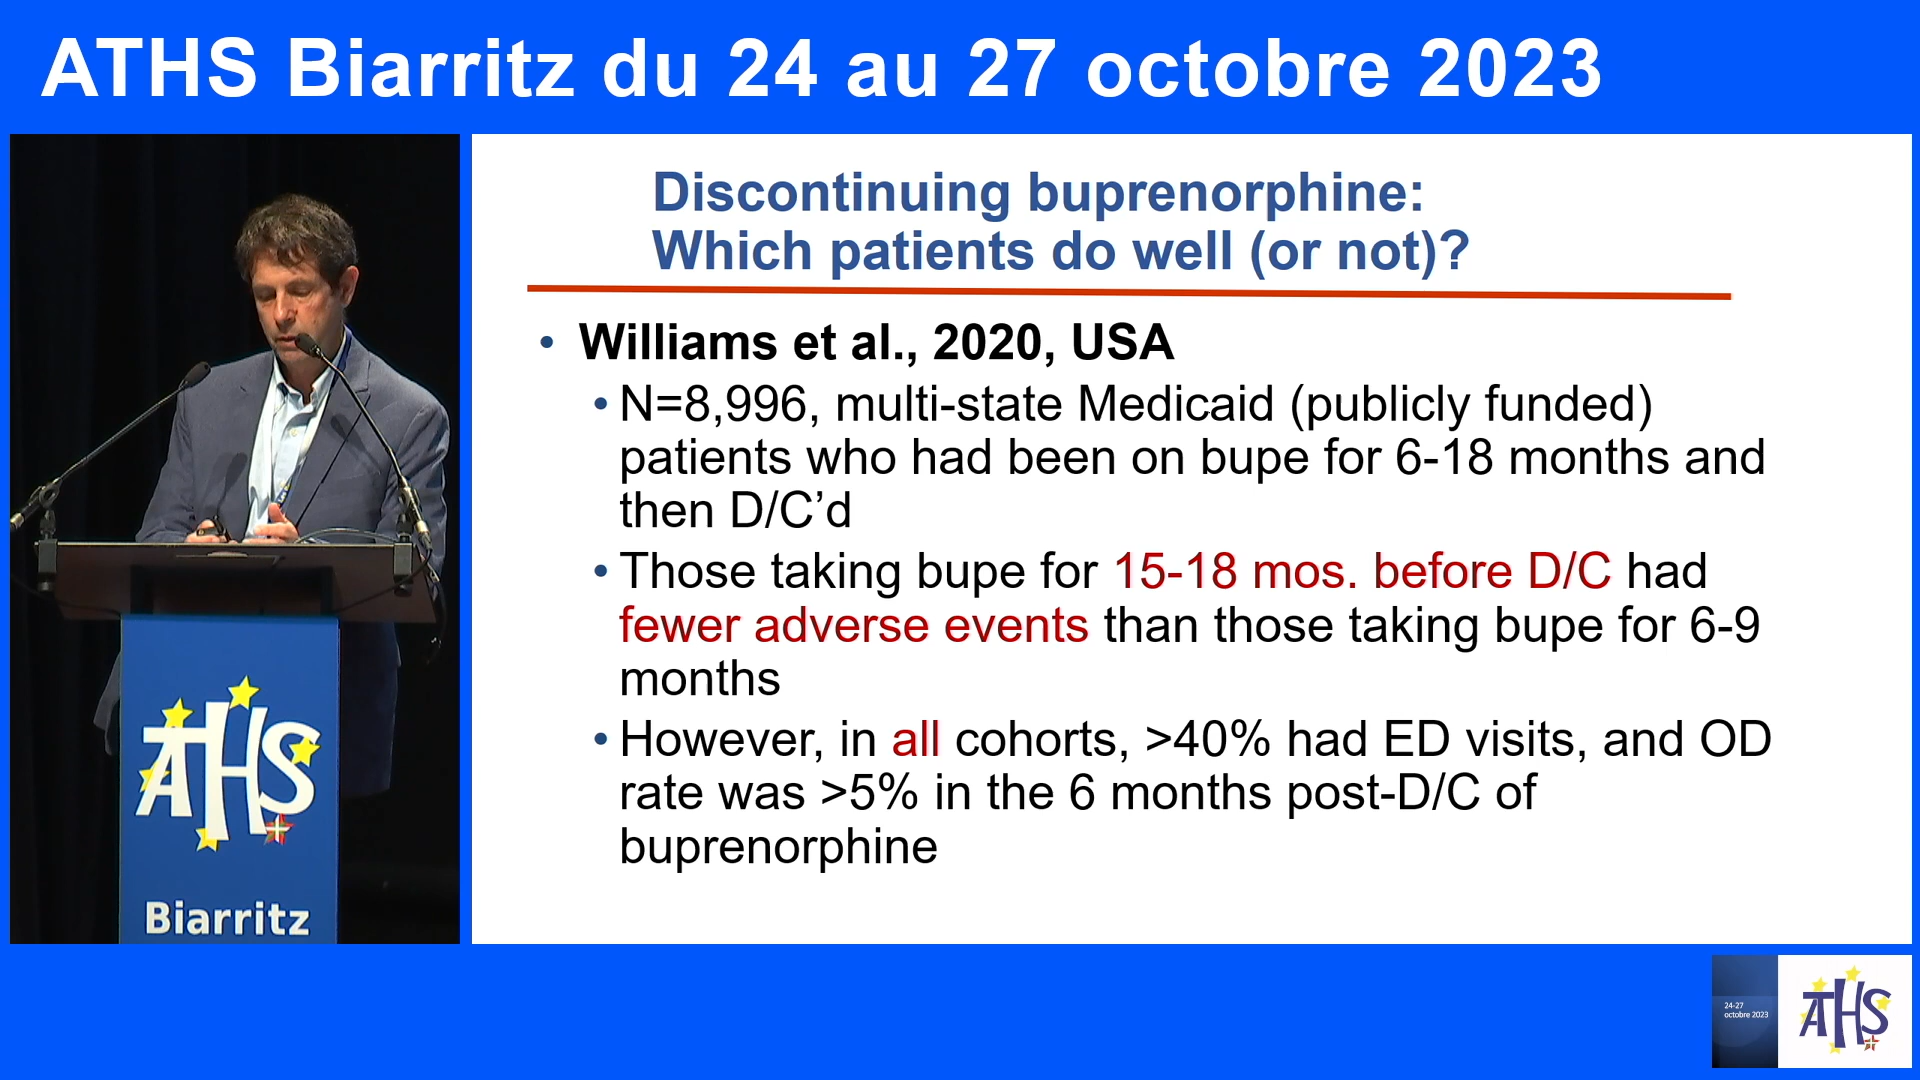 ATHS Biarritz du 24 au 27 octobre 2023
Discontinuing buprenorphine:
Which patients do well (or not)?
• Williams et al., 2020, USA
• N=8,996, multi-state Medicaid (publicly funded)
patients who had been on bupe for 6-18 months and
then D/C’d
• Those taking bupe for 15-18 mos. before D/C had
fewer adverse events than those taking bupe for 6-9
months
• However, in all cohorts, >40% had ED visits, and OD
rate was >5% in the 6 months post-D/C of
buprenorphine
ATHS
Biarritz
24-27
octobre 2023
ATHS